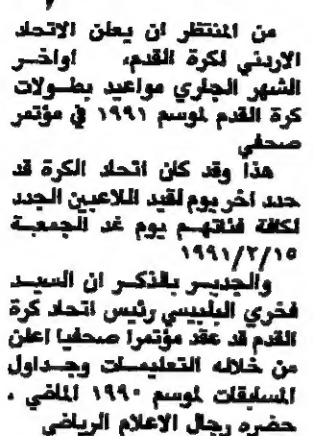 من المنتظر ان يعلن الاتحاد
الاردني لكرة القدم، اواخر
الشهر الجاري مواعيد بطولات
كرة القدم لموسم ١٩٩١ في مؤتمر
صحفي
هذا وقد كان اتحاد الكرة قد
حدد اخر يوم لقيد اللاعبين الجدد
لكافة فئاتهم يوم غد الجمعة
١٩٩١/٢/١٥
والجدير بالذكر ان السيد
فخري البلبيسي رئيس اتحاد كرة
القدم قد عقد مؤتمرا صحفيا اعلن
من خلاله التعليمات وجداول
المسابقات لموسم ١٩٩٠ الماضي .
حضره رجال الاعلام الرياضي